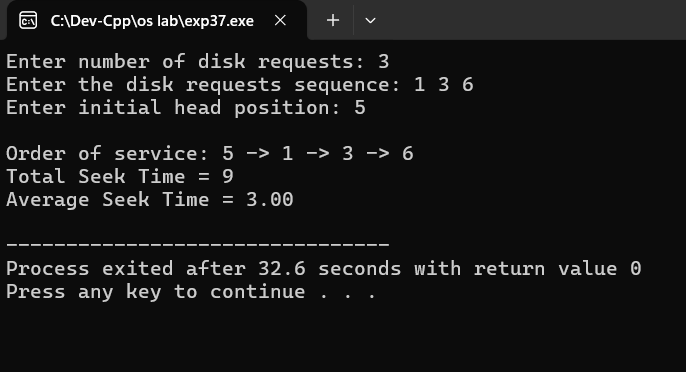 C:\Dev-Cpp\os lab\exp37.exe
Enter number of disk requests: 3
Enter the disk requests sequence: 1 3 6
Enter initial head position: 5
Order of service: 5 -> 1 -> 3 -> 6
Total Seek Time = 9
Average Seek Time = 3.00
--------------------------------
Process exited after 32.6 seconds with return value 0
Press any key to continue . . .